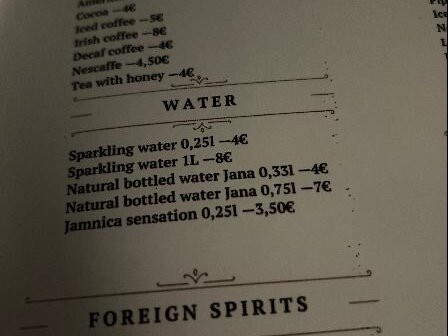 Cocoa —4€
Iced coffee —5€
Irish coffee —8€
Decaf coffee —4€
Nescaffe —4,50€
Tea with honey —4€
WATER
Sparkling water 0,25l —4€
Sparkling water 1L —8€
Natural bottled water Jana 0,33l —4€
Natural bottled water Jana 0,75l —7€
Jamnica sensation 0,25l —3,50€
FOREIGN SPIRITS